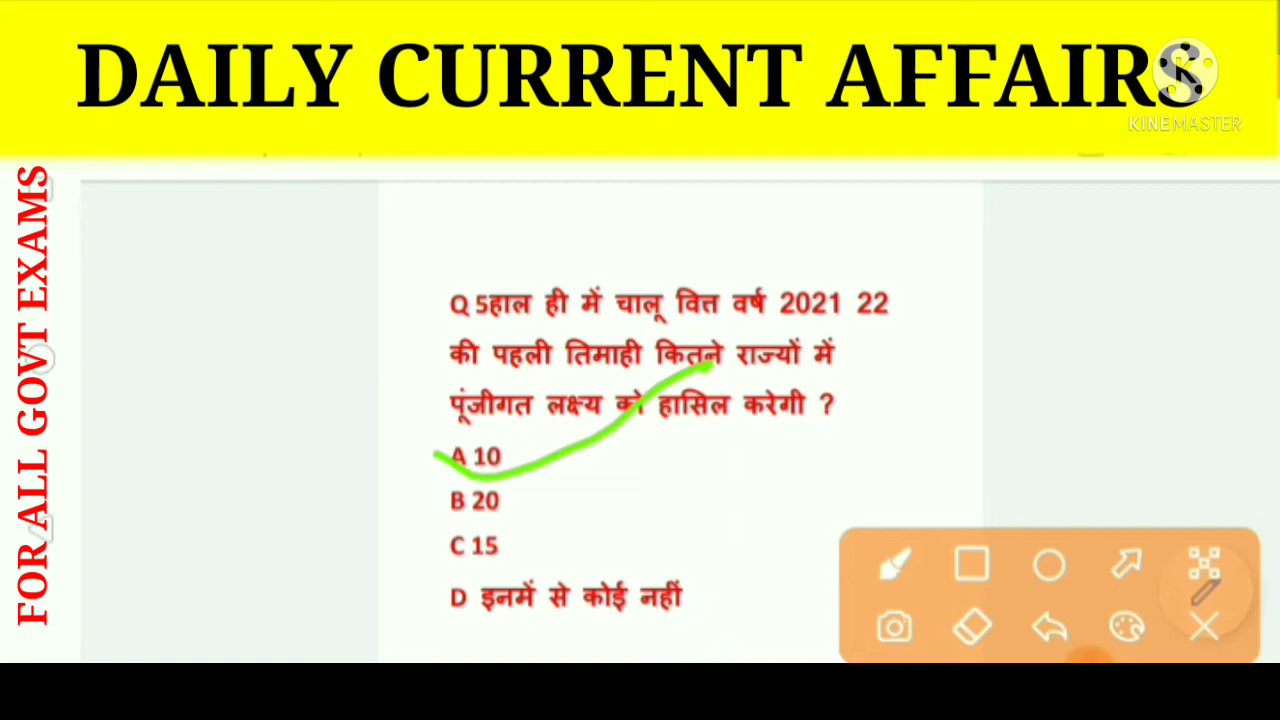 DAILY CURRENT AFFAIRS
KINEMASTER
FOR ALL GOVT EXAMS
Q 5हाल ही में चालू वित्त वर्ष 2021 22
की पहली तिमाही कितने राज्यों में
पूंजीगत लक्ष्य को हासिल करेगी ?
A 10
B 20
C 15
D इनमें से कोई नहीं